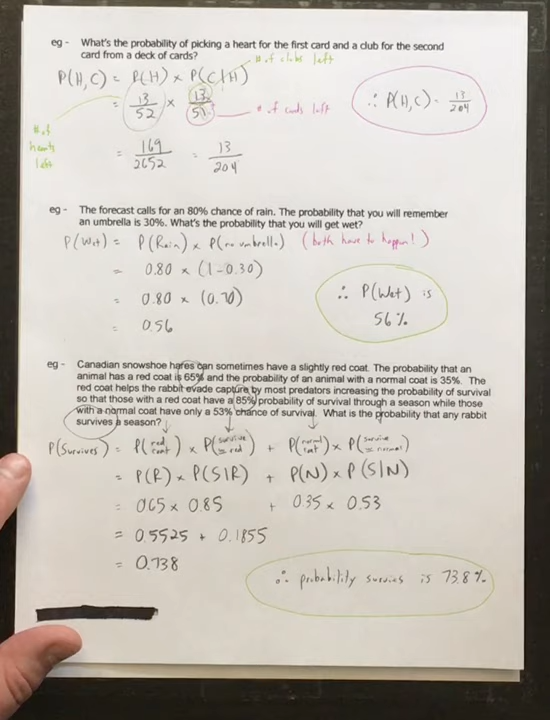 eg - What's the probability of picking a heart for the first card and a club for the second
card from a deck of cards?
# of clubs left
P(H,C) = P(H) × P(C|H)
= 13/52 × 13/51
# of cards left
∴ P(H,C) = 13/204
# of
hearts
left
= 169/2652 = 13/204
eg - The forecast calls for an 80% chance of rain. The probability that you will remember
an umbrella is 30%. What's the probability that you will get wet?
P(Wet) = P(Rain) × P(no umbrella) (both have to happen!)
= 0.80 × (1-0.30)
= 0.80 × (0.70)
= 0.56
∴ P(Wet) is
56%
eg - Canadian snowshoe hares can sometimes have a slightly red coat. The probability that an
animal has a red coat is 65% and the probability of an animal with a normal coat is 35%. The
red coat helps the rabbit evade capture by most predators increasing the probability of survival
so that those with a red coat have a 85% probability of survival through a season while those
with a normal coat have only a 53% chance of survival. What is the probability that any rabbit
survives a season?
P(Survives) = P(red coat) × P(survive = red) + P(normal coat) × P(survive = normal)
= P(R) × P(S|R) + P(N) × P(S|N)
= 0.65 × 0.85 + 0.35 × 0.53
= 0.5525 + 0.1855
= 0.738
∴ probability survives is 73.8%